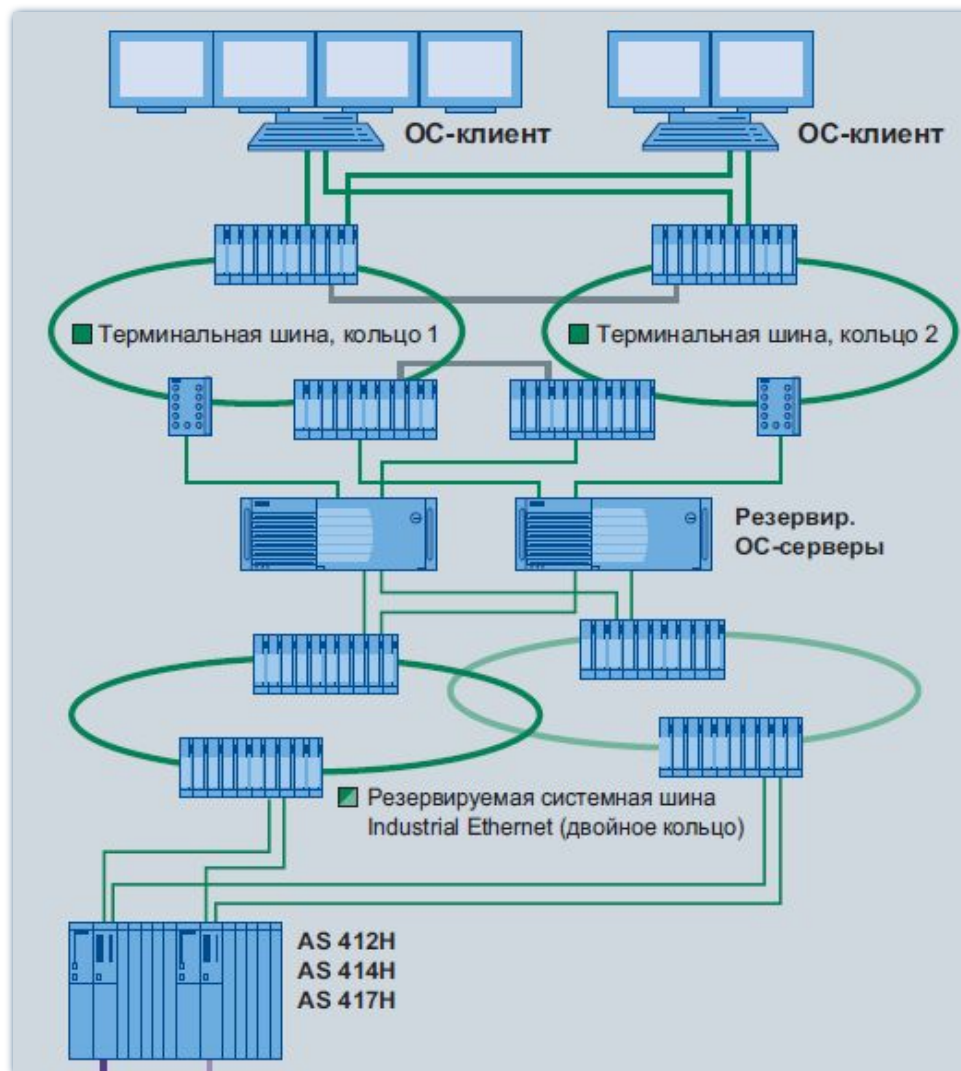 ОС-клиент
ОС-клиент
Терминальная шина, кольцо 1
Терминальная шина, кольцо 2
Резервир.
ОС-серверы
Резервируемая системная шина
Industrial Ethernet (двойное кольцо)
AS 412H
AS 414H
AS 417H